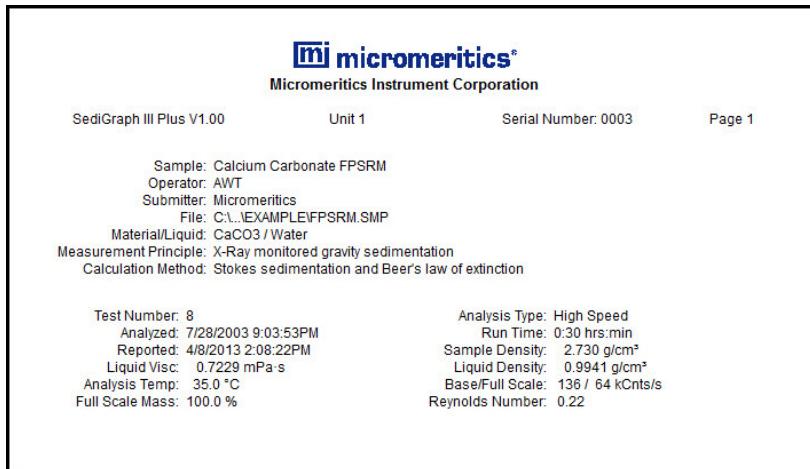 mi micromeritics®
Micromeritics Instrument Corporation
SediGraph III Plus V1.00 Unit 1 Serial Number: 0003 Page 1
Sample: Calcium Carbonate FPSRM
Operator: AWT
Submitter: Micromeritics
File: C:\...\EXAMPLE\FPSRM.SMP
Material/Liquid: CaCO3 / Water
Measurement Principle: X-Ray monitored gravity sedimentation
Calculation Method: Stokes sedimentation and Beer's law of extinction
Test Number: 8 Analysis Type: High Speed
Analyzed: 7/28/2003 9:03:53PM Run Time: 0:30 hrs:min
Reported: 4/8/2013 2:08:22PM Sample Density: 2.730 g/cm³
Liquid Visc: 0.7229 mPa·s Liquid Density: 0.9941 g/cm³
Analysis Temp: 35.0 °C Base/Full Scale: 136 / 64 kCnts/s
Full Scale Mass: 100.0 % Reynolds Number: 0.22